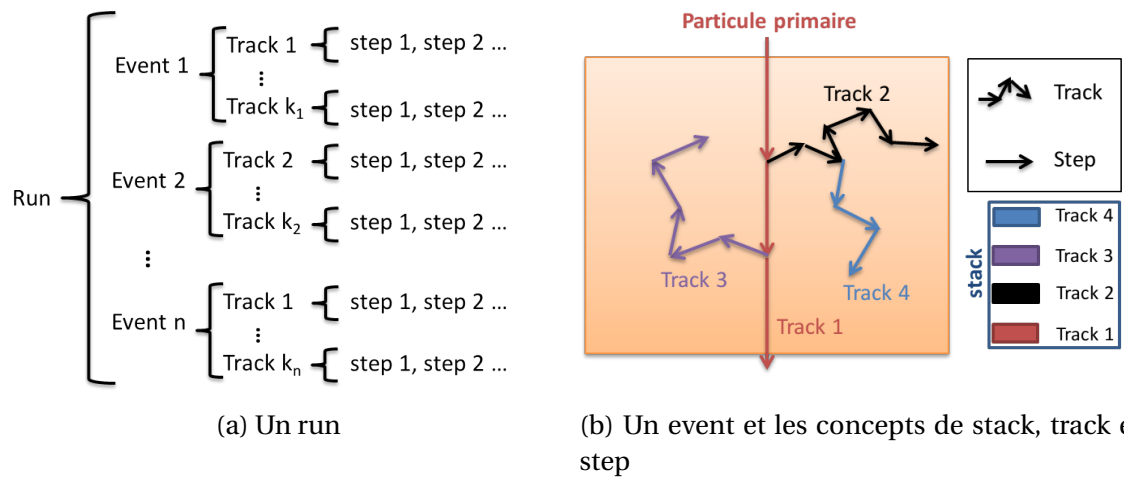 Run
Event 1
Track 1
step 1, step 2 ...
...
Track k1
step 1, step 2 ...
Event 2
Track 2
step 1, step 2 ...
...
Track k2
step 1, step 2 ...
...
Event n
Track 1
step 1, step 2 ...
...
Track kn
step 1, step 2 ...
(a) Un run
Particule primaire
Track 2
Track 3
Track 4
Track 1
Track
Step
stack
Track 4
Track 3
Track 2
Track 1
(b) Un event et les concepts de stack, track e
step